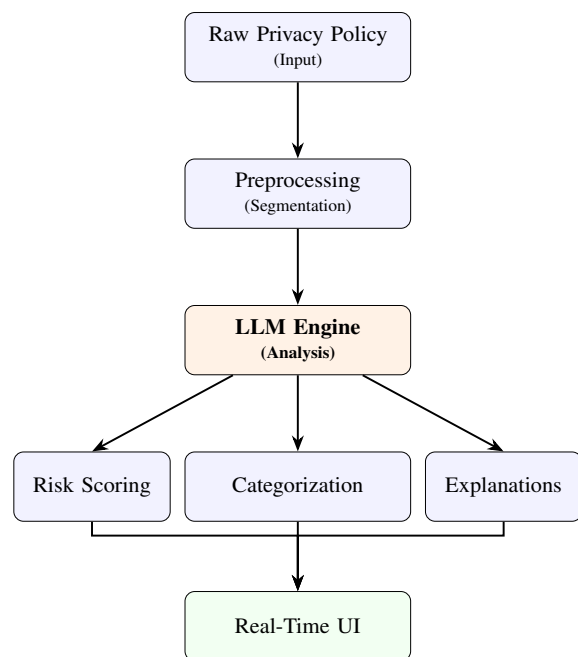 Raw Privacy Policy
(Input)
Preprocessing
(Segmentation)
LLM Engine
(Analysis)
Risk Scoring
Categorization
Explanations
Real-Time UI